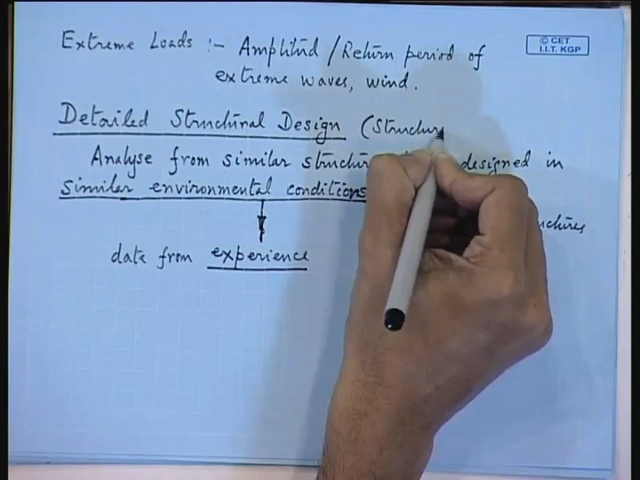 Extreme Loads :- Amplitud / Return period of
extreme waves, wind.
© CET
I.I.T. KGP
Detailed Structural Design (Structur
Analyse from similar structure designed in
similar environmental conditions
data from experience